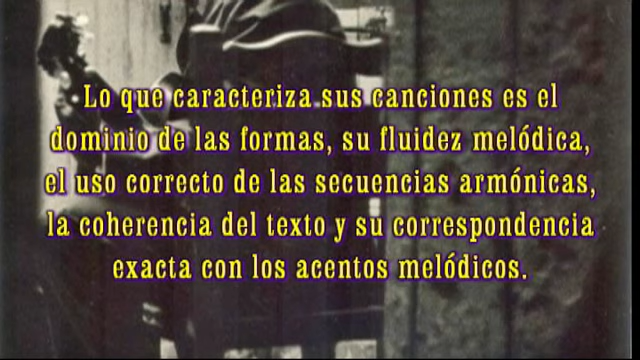 Lo que caracteriza sus canciones es el
dominio de las formas, su fluidez melódica,
el uso correcto de las secuencias armónicas,
la coherencia del texto y su correspondencia
exacta con los acentos melódicos.